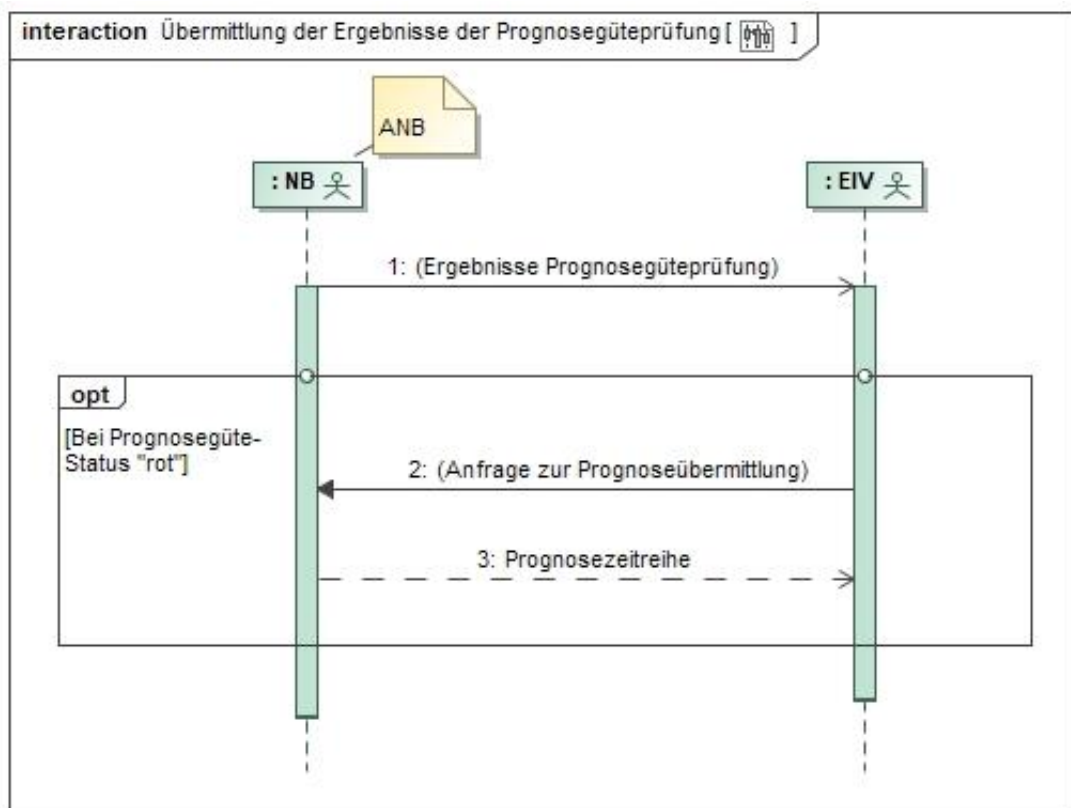 interaction Übermittlung der Ergebnisse der Prognosegüteprüfung [ ]
ANB
: NB
: EIV
1: (Ergebnisse Prognosegüteprüfung)
opt
[Bei Prognosegüte-
Status "rot"]
2: (Anfrage zur Prognoseübermittlung)
3: Prognosezeitreihe